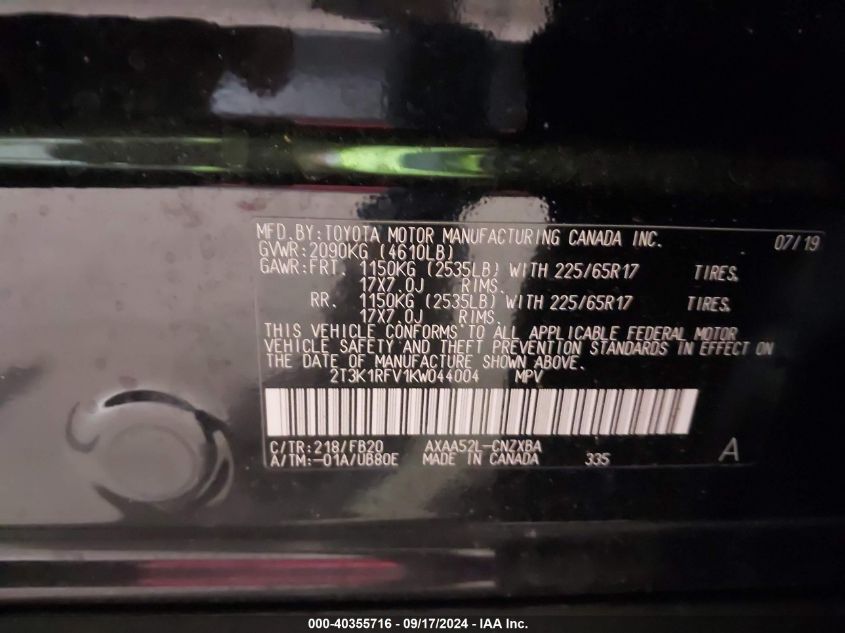 MFD.BY:TOYOTA MOTOR MANUFACTURING CANADA INC. 07/19
GVWR:2090KG (4610LB)
GAWR:FRT. 1150KG (2535LB) WITH 225/65R17 TIRES.
17X7.0J RIMS.
RR. 1150KG (2535LB) WITH 225/65R17 TIRES.
17X7.0J RIMS.
THIS VEHICLE CONFORMS TO ALL APPLICABLE FEDERAL MOTOR
VEHICLE SAFETY AND THEFT PREVENTION STANDARDS IN EFFECT ON
THE DATE OF MANUFACTURE SHOWN ABOVE.
2T3K1RFV1KW044004 MPV
C/TR:218/FB20 AXAA52L-CNZXBA
A/TM:-01A/UB80E MADE IN CANADA 335 A
000-40355716 - 09/17/2024 - IAA Inc.